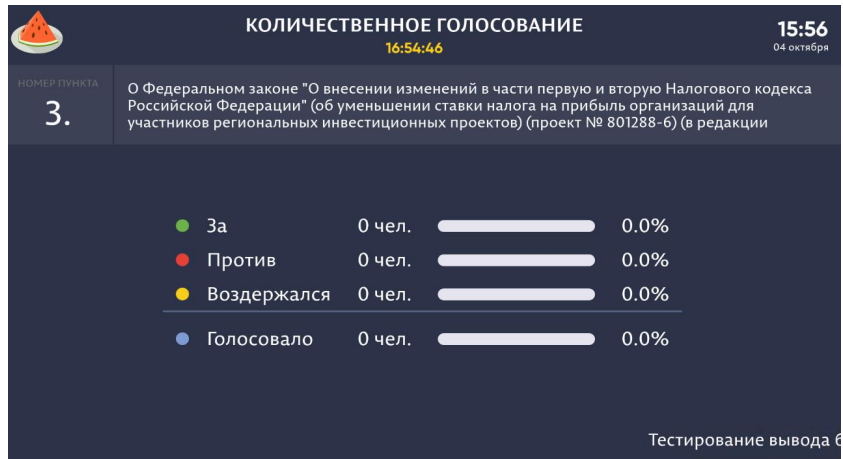 КОЛИЧЕСТВЕННОЕ ГОЛОСОВАНИЕ
16:54:46
15:56
04 октября
НОМЕР ПУНКТА
3.
О Федеральном законе "О внесении изменений в части первую и вторую Налогового кодекса
Российской Федерации" (об уменьшении ставки налога на прибыль организаций для
участников региональных инвестиционных проектов) (проект № 801288-6) (в редакции
За 0 чел. 0.0%
Против 0 чел. 0.0%
Воздержался 0 чел. 0.0%
Голосовало 0 чел. 0.0%
Тестирование вывода